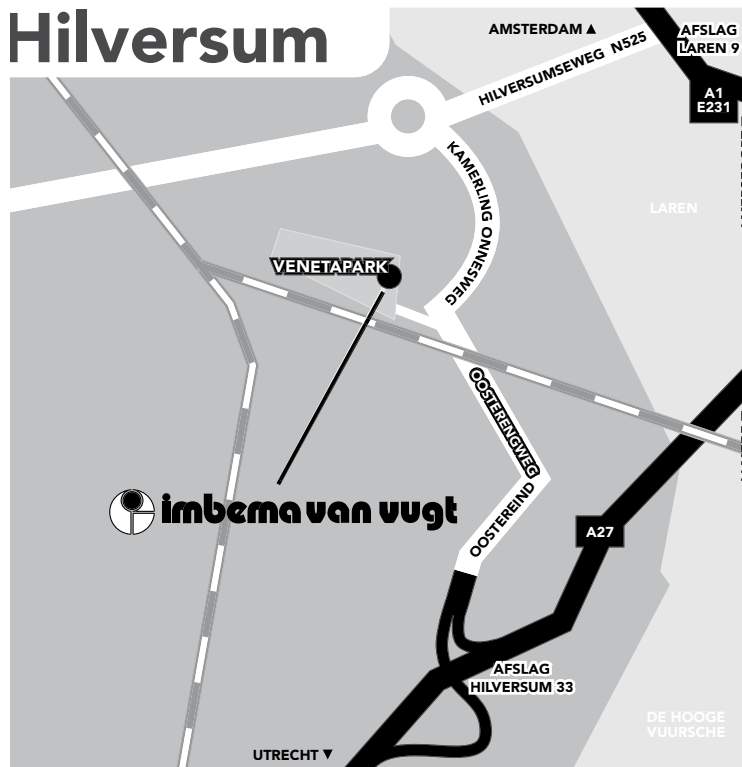 Hilversum
AMSTERDAM ▲
AFSLAG
LAREN 9
HILVERSUMSEWEG N525
A1
E231
KAMERLING ONNESWEG
LAREN
VENETAPARK
OOSTERENGWEG
imbema van vugt
OOSTEREIND
A27
AFSLAG
HILVERSUM 33
DE HOOGE
VUURSCHE
UTRECHT ▼